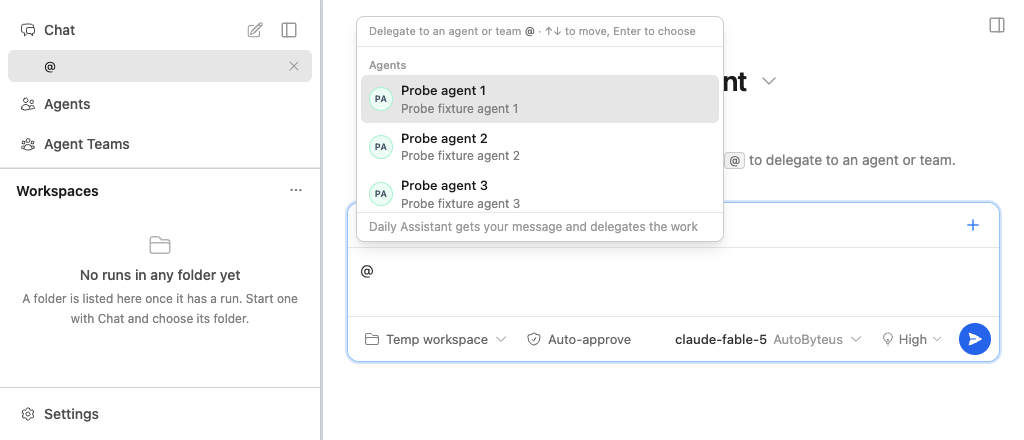 Chat
@
Agents
Agent Teams
Workspaces
No runs in any folder yet
A folder is listed here once it has a run. Start one
with Chat and choose its folder.
Settings
Delegate to an agent or team @ · ↑↓ to move, Enter to choose
Agents
PA
Probe agent 1
Probe fixture agent 1
PA
Probe agent 2
Probe fixture agent 2
PA
Probe agent 3
Probe fixture agent 3
Daily Assistant gets your message and delegates the work
nt
@ to delegate to an agent or team.
@
Temp workspace
Auto-approve
claude-fable-5 AutoByteus
High